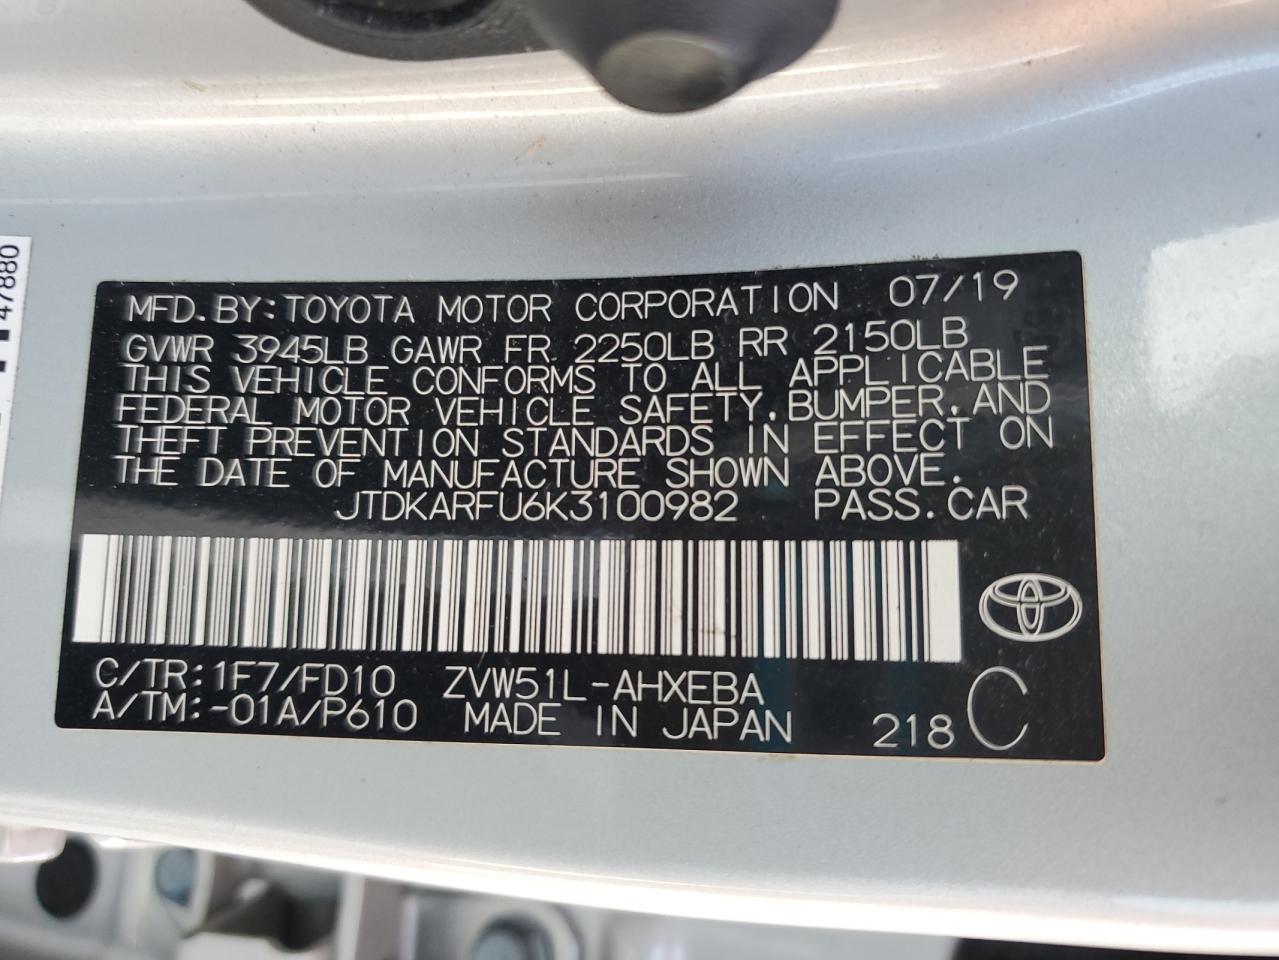 MFD. BY: TOYOTA MOTOR CORPORATION 07/19
GVWR 3945LB GAWR FR 2250LB RR 2150LB
THIS VEHICLE CONFORMS TO ALL APPLICABLE
FEDERAL MOTOR VEHICLE SAFETY, BUMPER, AND
THEFT PREVENTION STANDARDS IN EFFECT ON
THE DATE OF MANUFACTURE SHOWN ABOVE.
JTDKARFU6K3100982 PASS. CAR
C/TR: 1F7/FD10 ZVW51L-AHXEBA
A/TM: -01A/P610 MADE IN JAPAN 218 C
47880